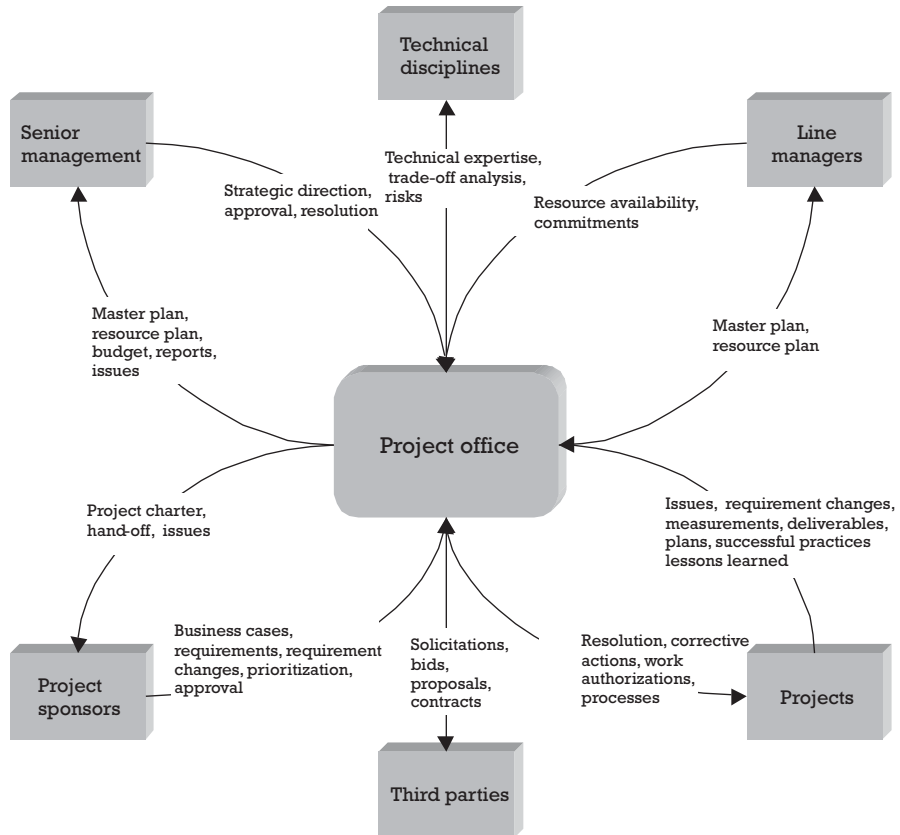 Technical
disciplines
Senior
management
Line
managers
Technical expertise,
trade-off analysis,
risks
Strategic direction,
approval, resolution
Resource availability,
commitments
Master plan,
resource plan,
budget, reports,
issues
Master plan,
resource plan
Project office
Project charter,
hand-off, issues
Issues, requirement changes,
measurements, deliverables,
plans, successful practices
lessons learned
Business cases,
requirements, requirement
changes, prioritization,
approval
Solicitations,
bids,
proposals,
contracts
Resolution, corrective
actions, work
authorizations,
processes
Project
sponsors
Projects
Third parties